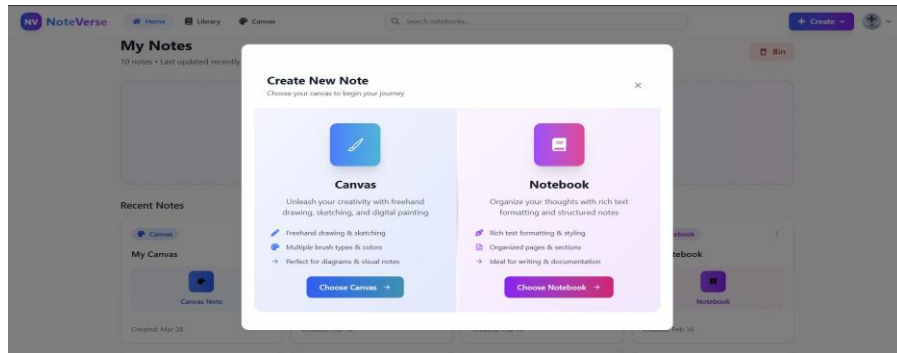 NV NoteVerse
Home
Library
Canvas
Search notebooks...
+ Create
My Notes
10 notes • Last updated recently
Bin
Create New Note
Choose your canvas to begin your journey
Canvas
Unleash your creativity with freehand
drawing, sketching, and digital painting
Freehand drawing & sketching
Multiple brush types & colors
→ Perfect for diagrams & visual notes
Choose Canvas →
Notebook
Organize your thoughts with rich text
formatting and structured notes
Rich text formatting & styling
Organized pages & sections
→ Ideal for writing & documentation
Choose Notebook →
Recent Notes
Canvas
My Canvas
Canvas Note
Created: Mar 28
ebook
tebook
Notebook
Feb 16